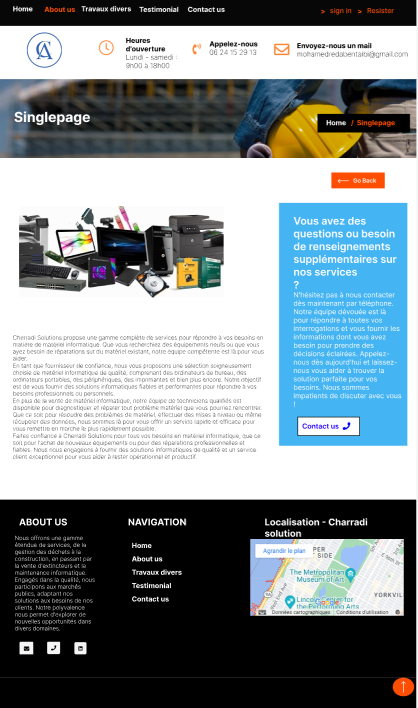 Home About us Travaux divers Testimonial Contact us > sign in > Resister
CA
Heures
d'ouverture
Lundi - samedi :
9h00 à 18h00
Appelez-nous
06 24 15 29 13
Envoyez-nous un mail
mohamedredabentaibi@gmail.com
Singlepage
Home / Singlepage
Go Back
Vous avez des
questions ou besoin
de renseignements
supplémentaires sur
nos services
?
N'hésitez pas à nous contacter
dès maintenant par téléphone.
Notre équipe dévouée est là
pour répondre à toutes vos
interrogations et vous fournir les
informations dont vous avez
besoin pour prendre des
décisions éclairées. Appelez-
nous dès aujourd'hui et laissez-
nous vous aider à trouver la
solution parfaite pour vos
besoins. Nous sommes
impatients de discuter avec vous
!
Contact us
Charradi Solutions propose une gamme complète de services pour répondre à vos besoins en
matière de matériel informatique. Que vous recherchiez des équipements neufs ou que vous
ayez besoin de réparations sur du matériel existant, notre équipe compétente est là pour vous
aider.
En tant que fournisseur de confiance, nous vous proposons une sélection soigneusement
choisie de matériel informatique de qualité, comprenant des ordinateurs de bureau, des
ordinateurs portables, des périphériques, des imprimantes et bien plus encore. Notre objectif
est de vous fournir des solutions informatiques fiables et performantes pour répondre à vos
besoins professionnels ou personnels.
En plus de la vente de matériel informatique, notre équipe de techniciens qualifiés est
disponible pour diagnostiquer et réparer tout problème matériel que vous pourriez rencontrer.
Que ce soit pour résoudre des problèmes de matériel, effectuer des mises à niveau ou même
récupérer des données, nous sommes là pour vous offrir un service rapide et efficace pour
vous remettre en marche le plus rapidement possible.
Faites confiance à Charradi Solutions pour tous vos besoins en matériel informatique, que ce
soit pour l'achat de nouveaux équipements ou pour des réparations professionnelles et
fiables. Nous nous engageons à fournir des solutions informatiques de qualité et un service
client exceptionnel pour vous aider à rester opérationnel et productif
ABOUT US
Nous offrons une gamme
étendue de services, de la
gestion des déchets à la
construction, en passant par
la vente d'extincteurs et la
maintenance informatique.
Engagés dans la qualité, nous
participons aux marchés
publics, adaptant nos
solutions aux besoins de nos
clients. Notre polyvalence
nous permet d'explorer de
nouvelles opportunités dans
divers domaines.
NAVIGATION
Home
About us
Travaux divers
Testimonial
Contact us
Localisation - Charradi
solution
Agrandir le plan
PER
SIDE
The Metropolitan
Museum of Art
YORKVIL
Lincoln Center for
the Performing Arts
Données cartographiques Conditions d'utilisation